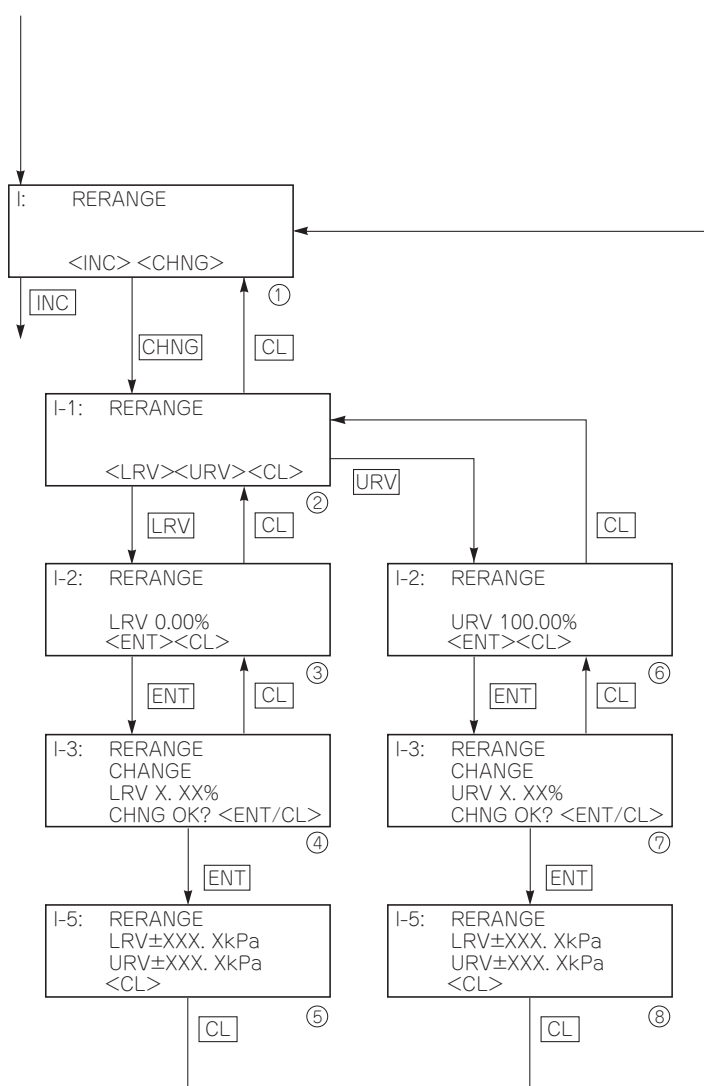 I: RERANGE
<INC> <CHNG>
①
INC
CHNG CL
I-1: RERANGE
<LRV><URV><CL>
②
URV
LRV CL
CL
I-2: RERANGE
LRV 0.00%
<ENT><CL>
③
I-2: RERANGE
URV 100.00%
<ENT><CL>
⑥
ENT CL
ENT CL
I-3: RERANGE
CHANGE
LRV X. XX%
CHNG OK? <ENT/CL>
④
I-3: RERANGE
CHANGE
URV X. XX%
CHNG OK? <ENT/CL>
⑦
ENT
ENT
I-5: RERANGE
LRV±XXX. XkPa
URV±XXX. XkPa
<CL>
⑤
I-5: RERANGE
LRV±XXX. XkPa
URV±XXX. XkPa
<CL>
⑧
CL
CL